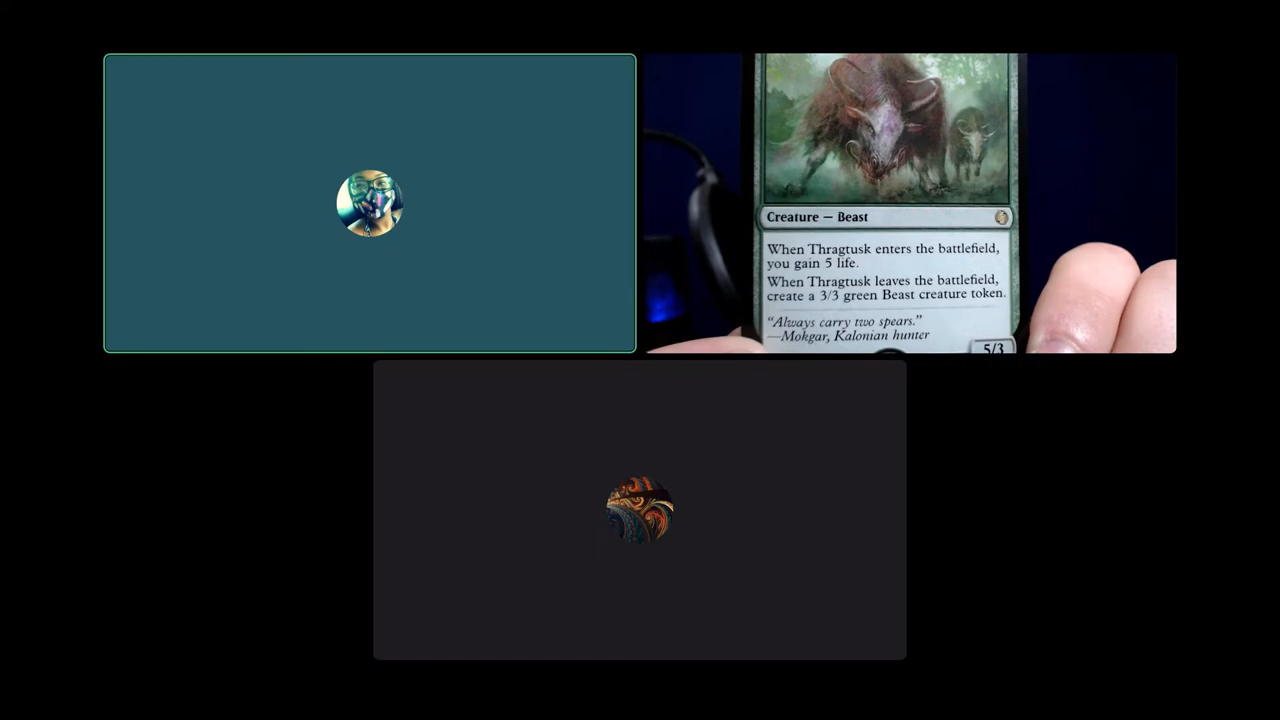 Creature — Beast
When Thragtusk enters the battlefield,
you gain 5 life.
When Thragtusk leaves the battlefield,
create a 3/3 green Beast creature token.
"Always carry two spears."
—Mokgar, Kalonian hunter
5/3